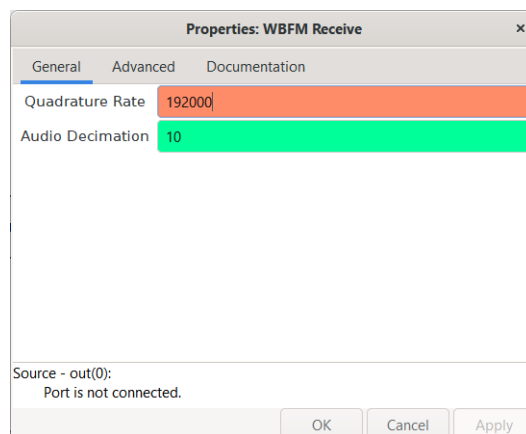 Properties: WBFM Receive ×
General Advanced Documentation
Quadrature Rate 192000
Audio Decimation 10
Source - out(0):
Port is not connected.
OK Cancel Apply